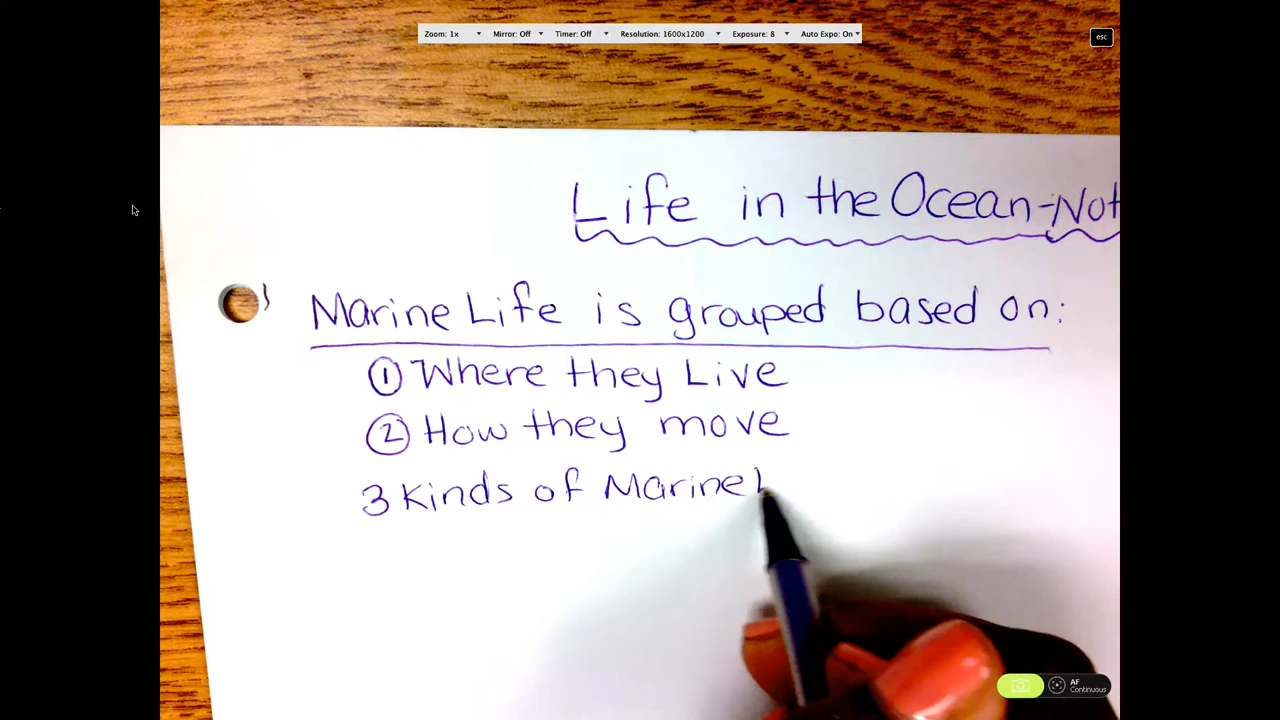 Zoom: 1x Mirror: Off Timer: Off Resolution: 1600x1200 Exposure: 8 Auto Expo: On
esc
Life in the Ocean-Not
Marine Life is grouped based on:
① Where they Live
② How they move
3 Kinds of Marine L
AF
Continuous